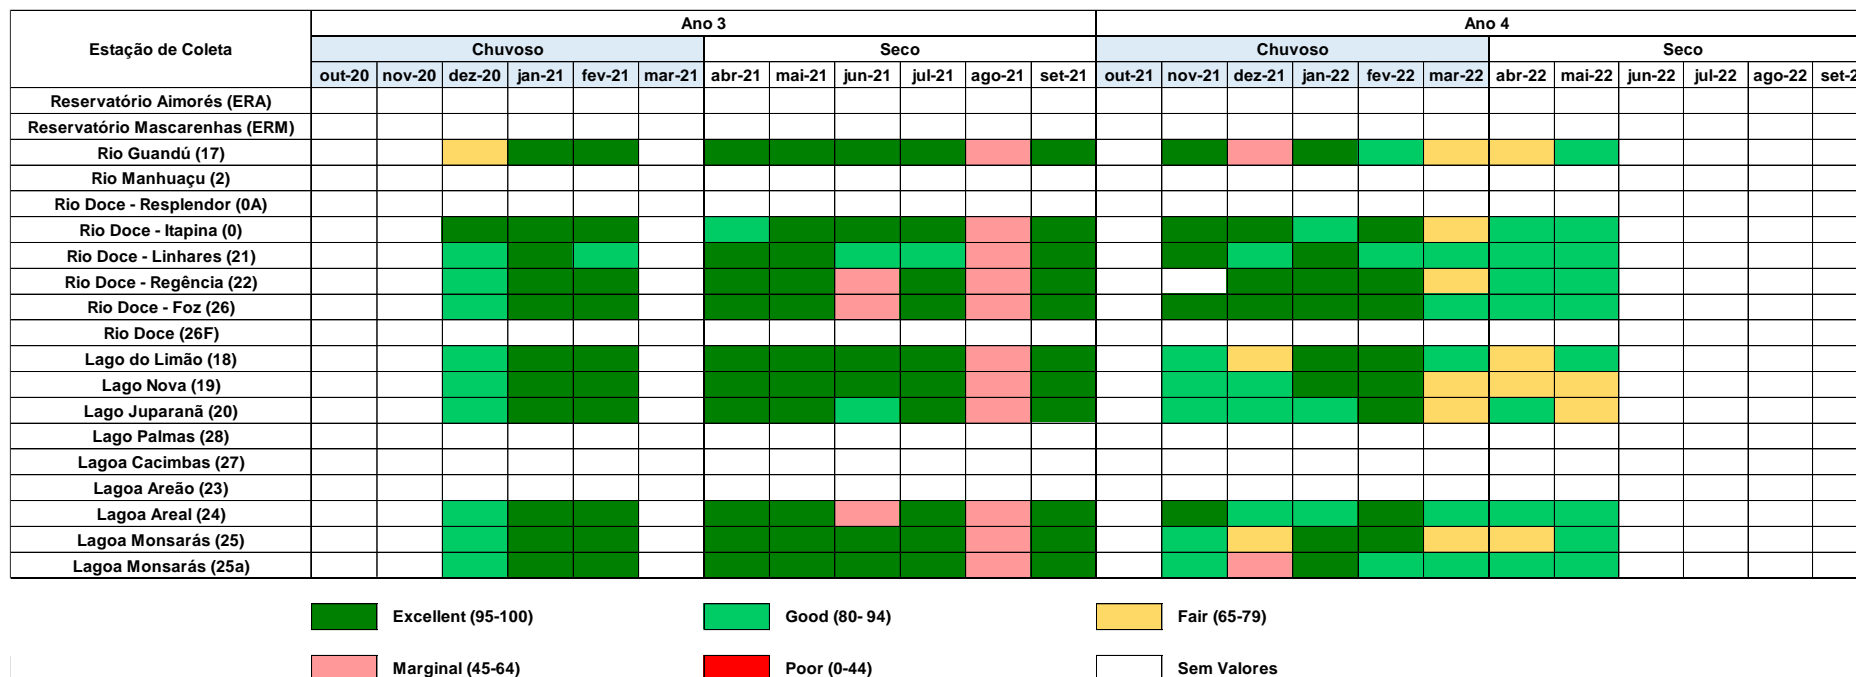 Ano 3 Ano 4
Estação de Coleta Chuvoso Seco Chuvoso Seco
out-20 nov-20 dez-20 jan-21 fev-21 mar-21 abr-21 mai-21 jun-21 jul-21 ago-21 set-21 out-21 nov-21 dez-21 jan-22 fev-22 mar-22 abr-22 mai-22 jun-22 jul-22 ago-22 set-2
Reservatório Aimorés (ERA)
Reservatório Mascarenhas (ERM)
Rio Guandú (17)
Rio Manhuaçu (2)
Rio Doce - Resplendor (0A)
Rio Doce - Itapina (0)
Rio Doce - Linhares (21)
Rio Doce - Regência (22)
Rio Doce - Foz (26)
Rio Doce (26F)
Lago do Limão (18)
Lago Nova (19)
Lago Juparanã (20)
Lago Palmas (28)
Lagoa Cacimbas (27)
Lagoa Areão (23)
Lagoa Areal (24)
Lagoa Monsarás (25)
Lagoa Monsarás (25a)
Excellent (95-100) Good (80- 94) Fair (65-79)
Marginal (45-64) Poor (0-44) Sem Valores